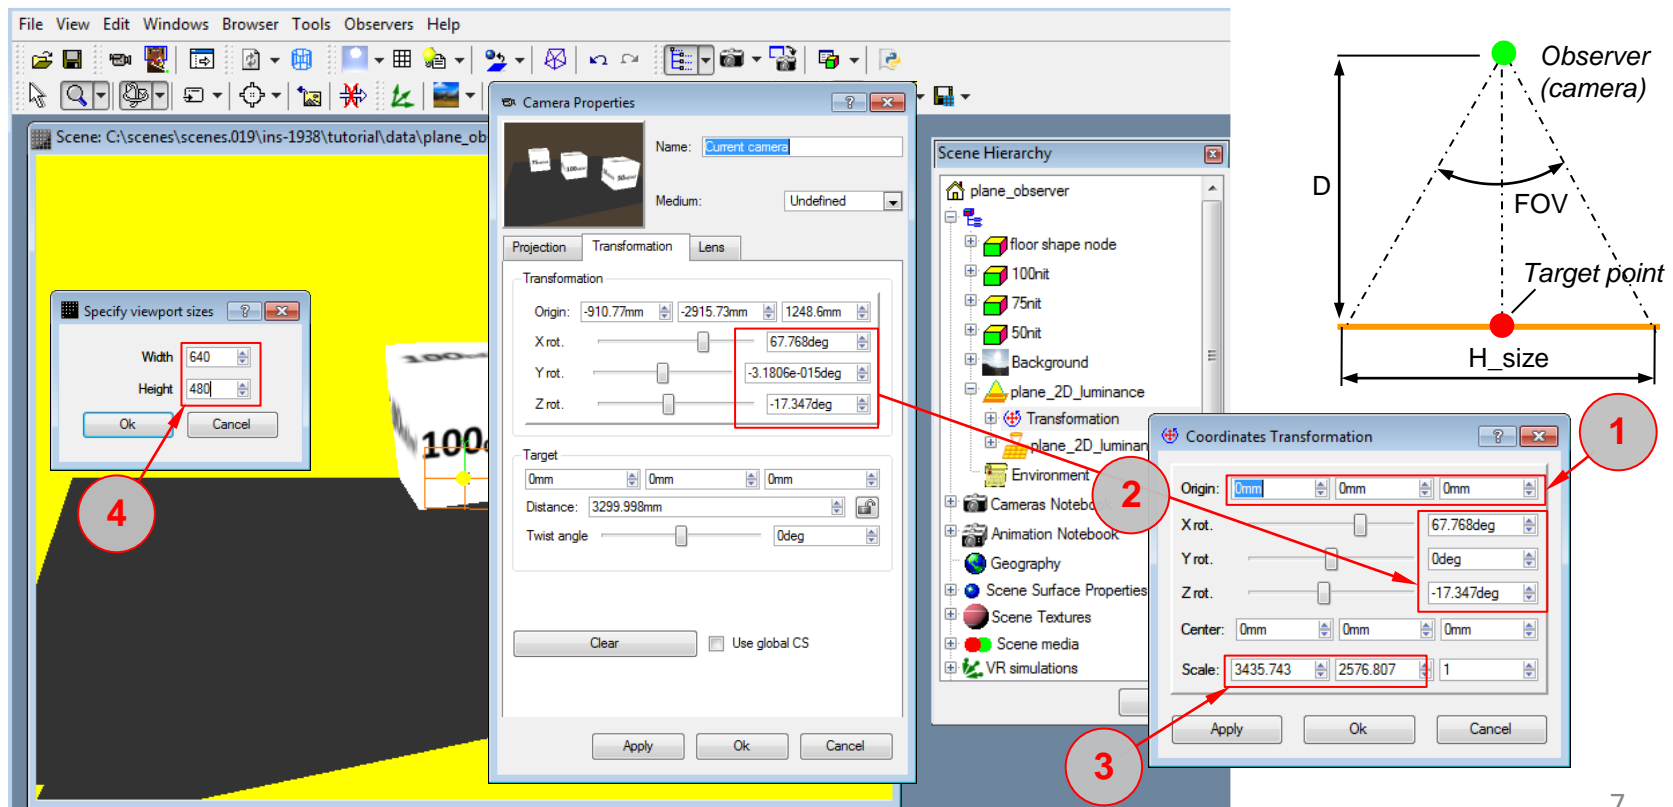 File View Edit Windows Browser Tools Observers Help
Scene: C:\scenes\scenes.019\ins-1938\tutorial\data\plane_ob
Specify viewport sizes
Width 640
Height 480
Ok Cancel
4
100
100
Camera Properties
75
100
50
Name: Current camera
Medium: Undefined
Projection Transformation Lens
Transformation
Origin: -910.77mm -2915.73mm 1248.6mm
X rot. 67.768deg
Y rot. -3.1806e-015deg
Z rot. -17.347deg
Target
0mm 0mm 0mm
Distance: 3299.998mm
Twist angle 0deg
Clear Use global CS
Apply Ok Cancel
Scene Hierarchy
plane_observer
floor shape node
100nit
75nit
50nit
Background
plane_2D_luminance
Transformation
plane_2D_luminan
Environment
Cameras Noteb
Animation Notebook
Geography
Scene Surface Properties
Scene Textures
Scene media
VR simulations
2
Coordinates Transformation
Origin: 0mm 0mm 0mm
X rot. 67.768deg
Y rot. 0deg
Z rot. -17.347deg
Center: 0mm 0mm 0mm
Scale: 3435.743 2576.807 1
Apply Ok Cancel
1
3
Observer
(camera)
D
FOV
Target point
H_size
7